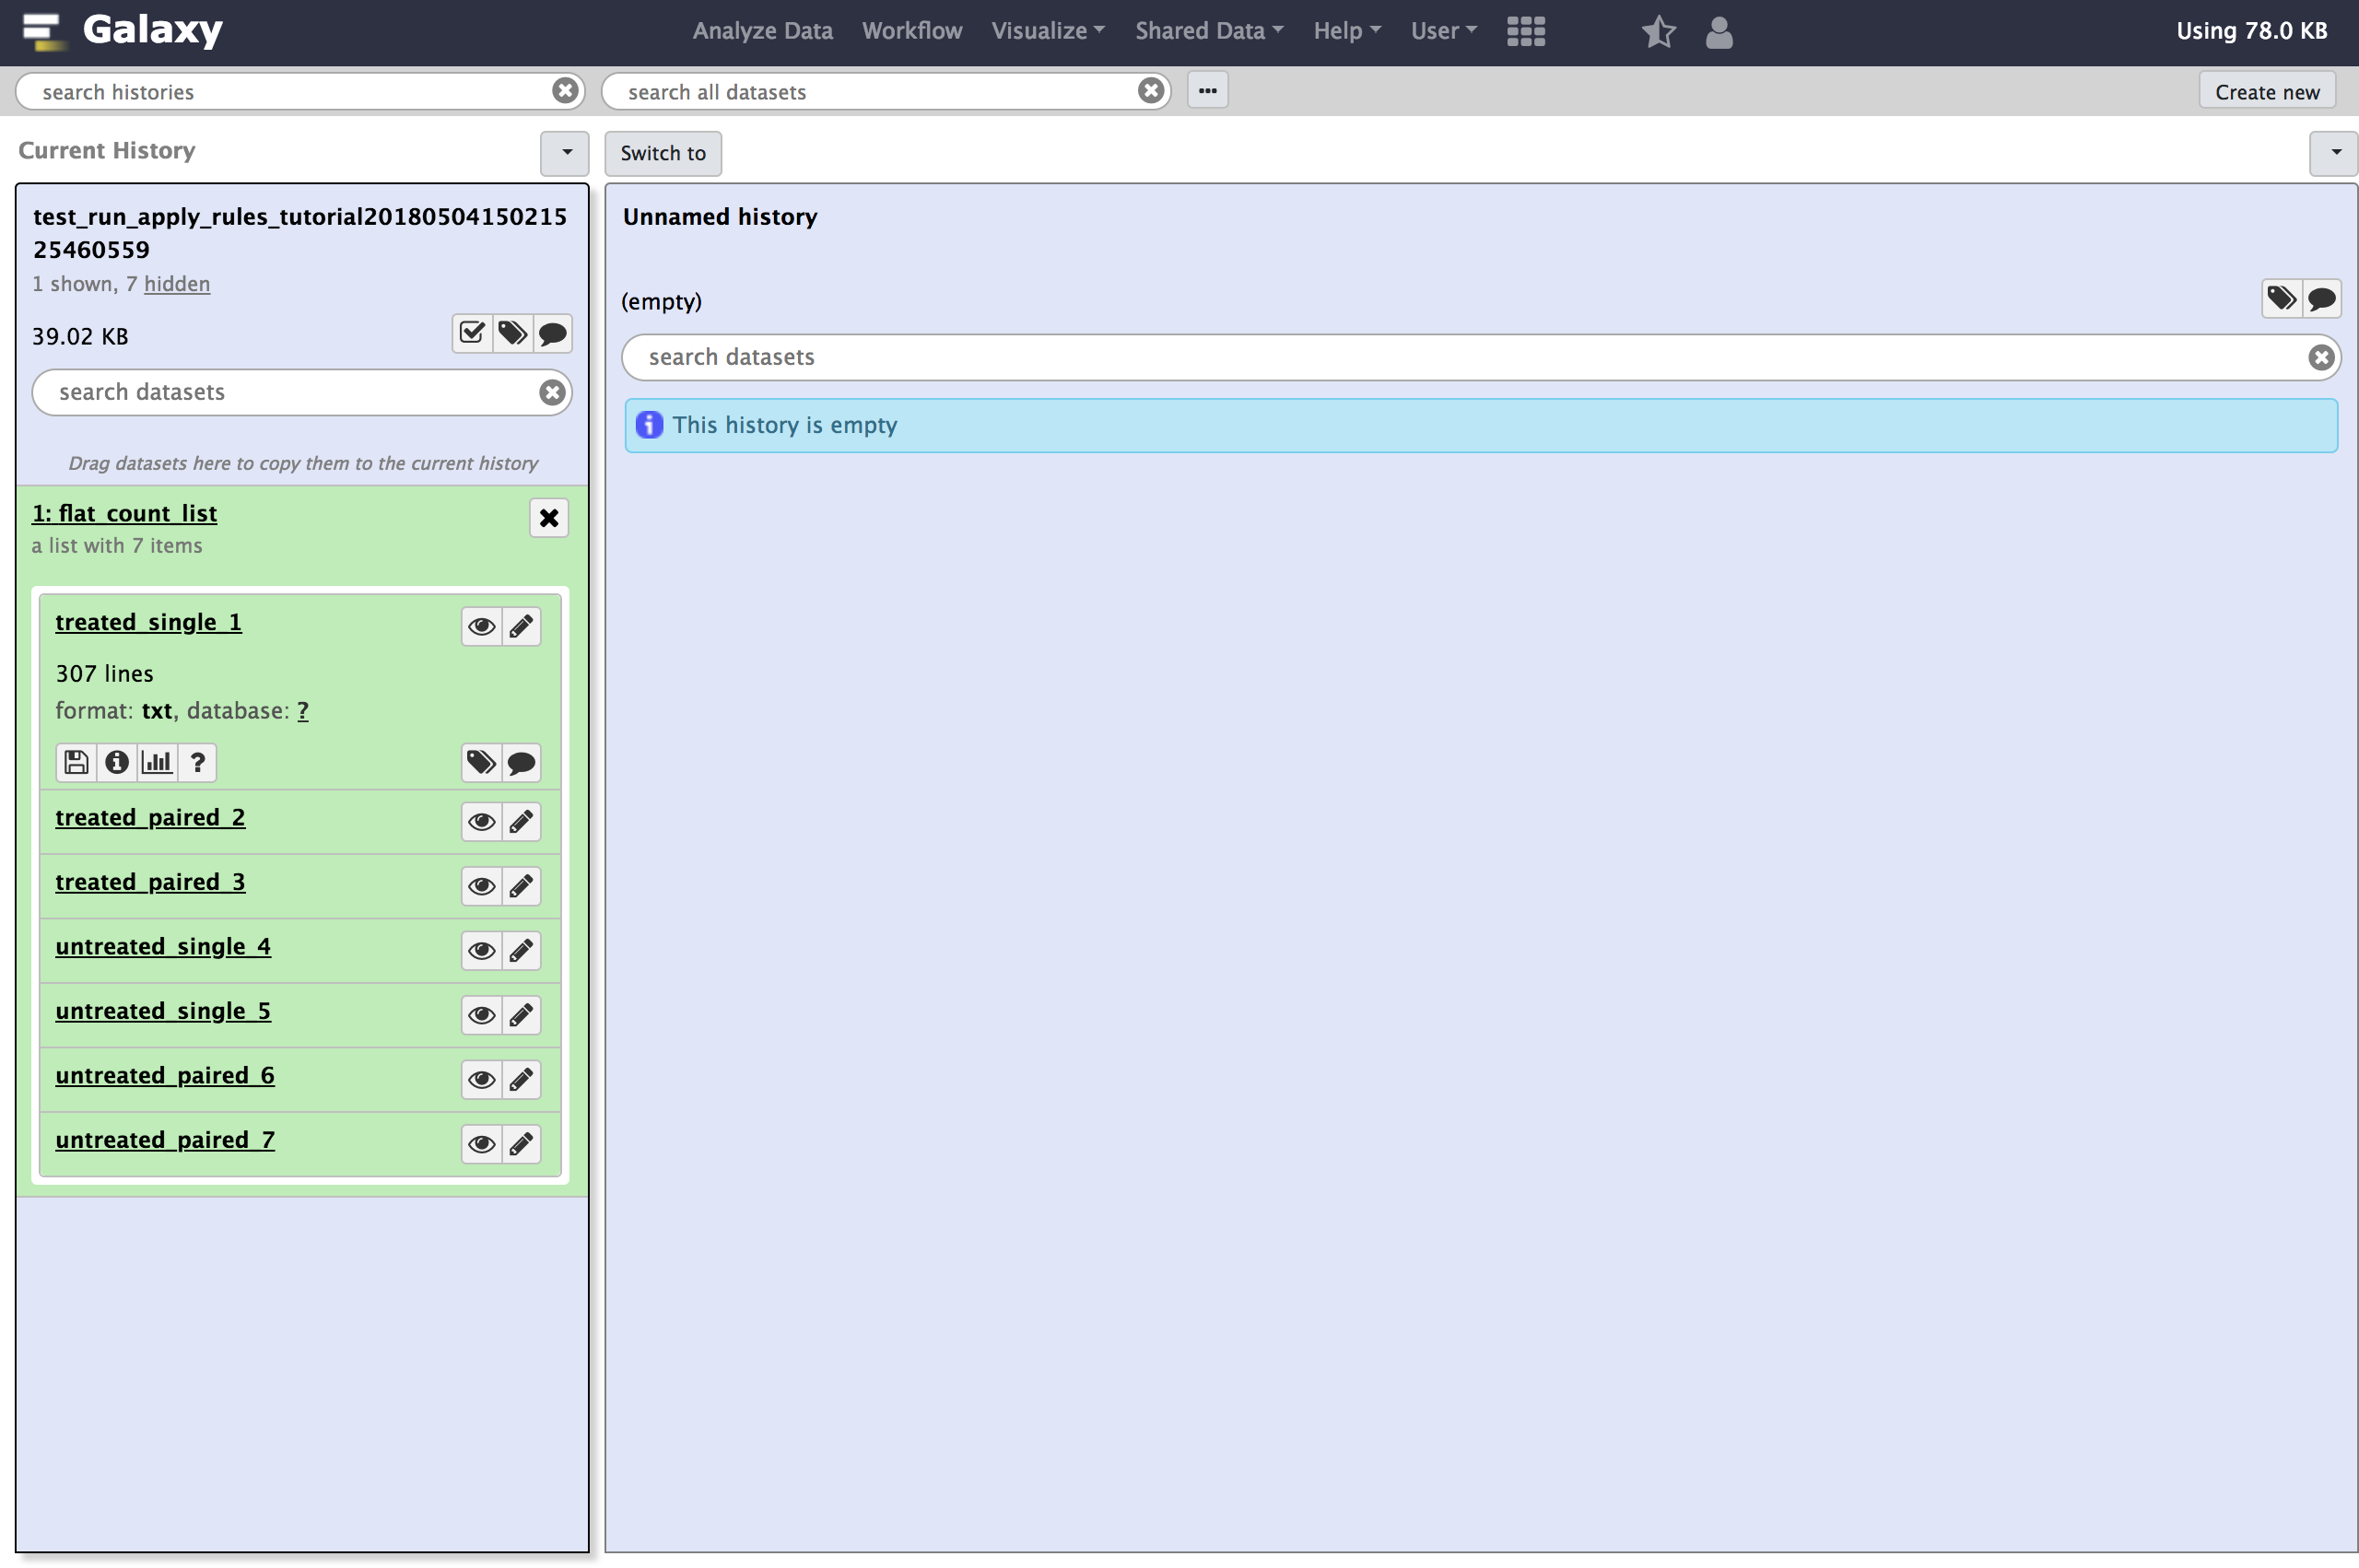 Galaxy
Analyze Data Workflow Visualize Shared Data Help User Using 78.0 KB
search histories search all datasets ... Create new
Current History Switch to
test_run_apply_rules_tutorial20180504150215
25460559
1 shown, 7 hidden
39.02 KB
search datasets
Drag datasets here to copy them to the current history
1: flat_count_list
a list with 7 items
treated_single_1
307 lines
format: txt, database: ?
?
treated_paired_2
treated_paired_3
untreated_single_4
untreated_single_5
untreated_paired_6
untreated_paired_7
Unnamed history
(empty)
search datasets
This history is empty